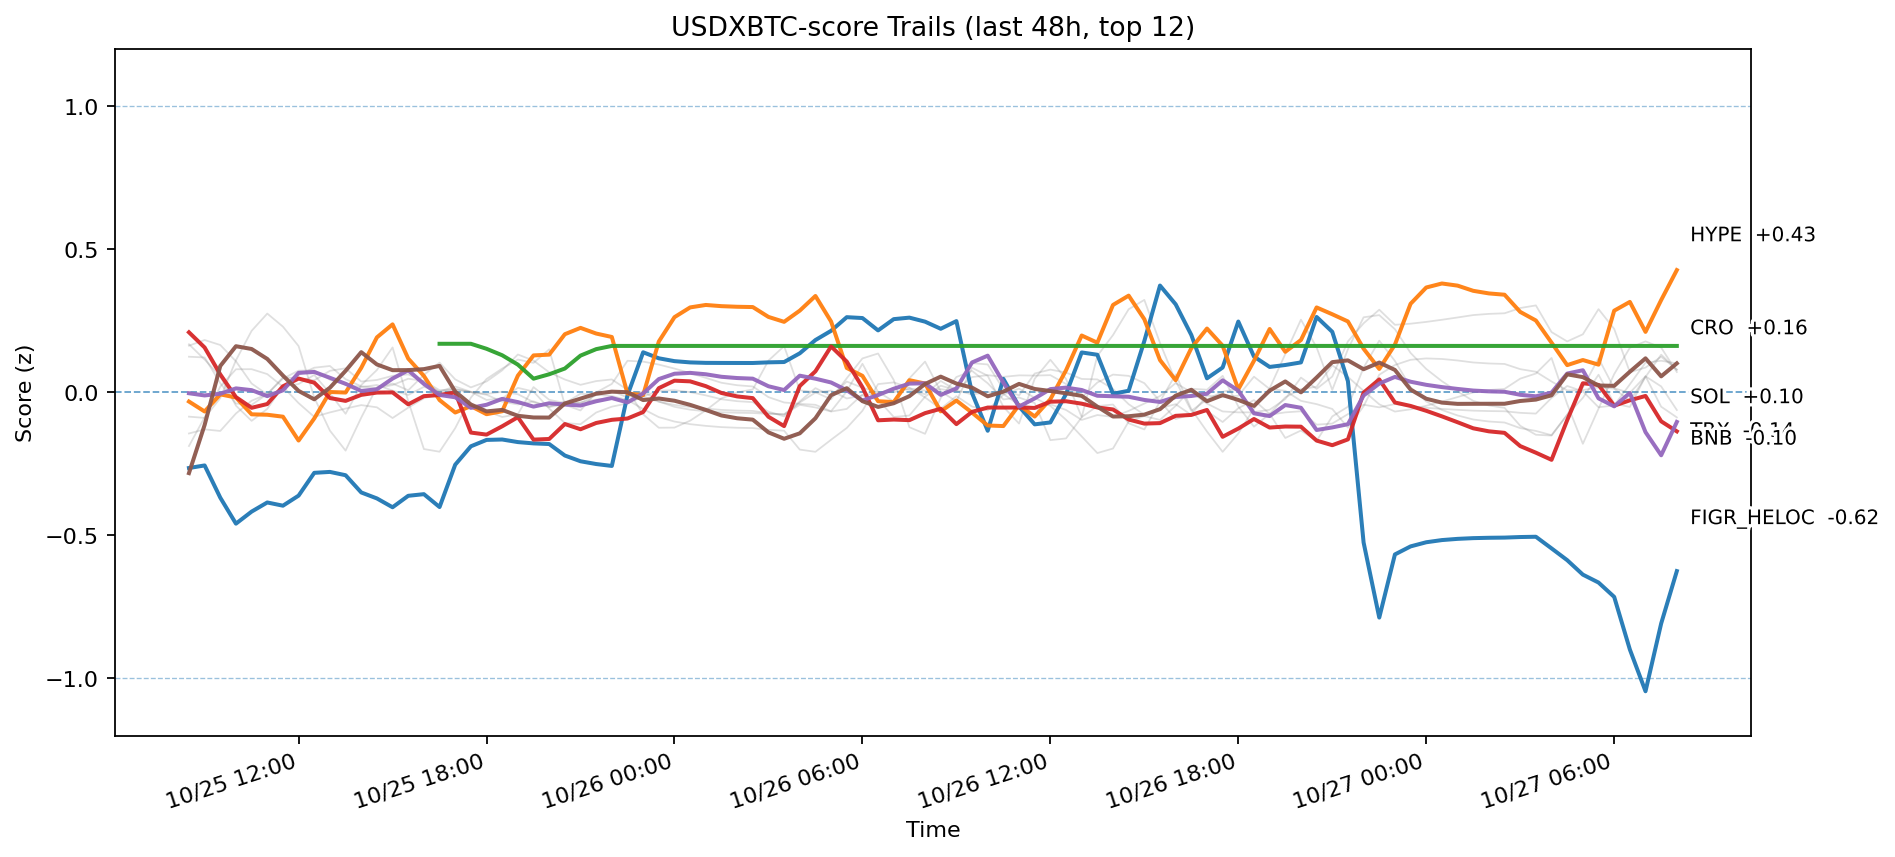 USDXBTC-score Trails (last 48h, top 12)
Score (z)
1.0
0.5
0.0
−0.5
−1.0
HYPE +0.43
CRO +0.16
SOL +0.10
BNB -0.10
FIGR_HELOC -0.62
10/25 12:00
10/25 18:00
10/26 00:00
10/26 06:00
10/26 12:00
10/26 18:00
10/27 00:00
10/27 06:00
Time